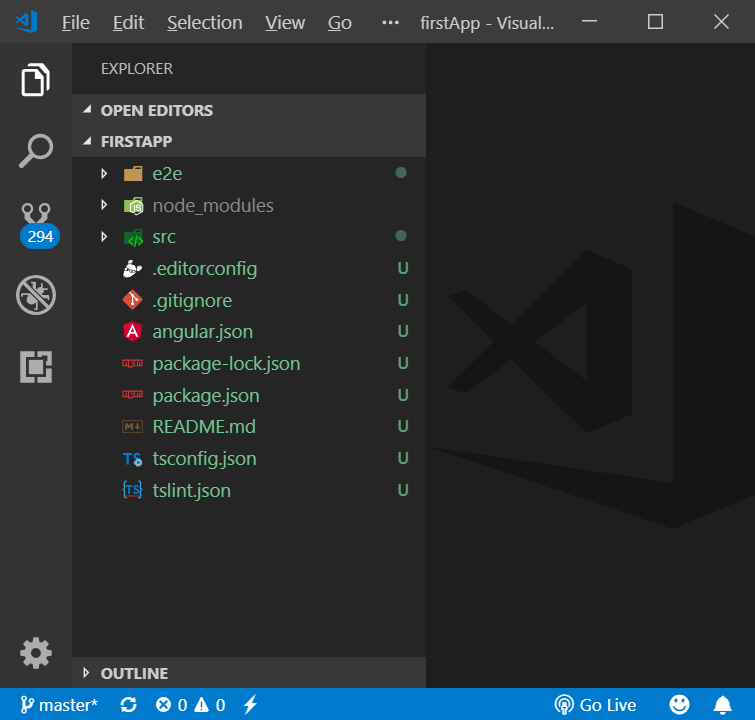 File Edit Selection View Go ··· firstApp - Visual...
EXPLORER
OPEN EDITORS
FIRSTAPP
e2e
node_modules
src
294
.editorconfig U
.gitignore U
angular.json U
package-lock.json U
package.json U
README.md U
tsconfig.json U
tslint.json U
OUTLINE
master* 0 0 Go Live